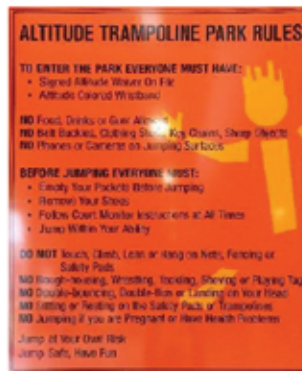 ALTITUDE TRAMPOLINE PARK RULES
TO ENTER THE PARK EVERYONE MUST HAVE:
• Signed Altitude Waiver On File
• Altitude Colored Wristband
NO Food, Drinks or Gum Allowed
NO Belt Buckles, Clothing Key Chains, Sharp Objects
NO Phones or Cameras on Jumping Surfaces
BEFORE JUMPING EVERYONE MUST:
• Empty Your Pockets Before Jumping
• Remove Your Shoes
• Follow Court Monitor Instructions at All Times
• Jump Within Your Ability
DO NOT Touch, Climb, Lean or Hang on Nets, Fencing or
Safety Pads
NO Rough-housing, Wrestling, Tackling, Shoving or Playing Tag
NO Double-Bouncing, Double-flips or Landing on Your Head
NO Sitting or Resting on the Safety Pads or Trampolines
NO Jumping if you are Pregnant or Have Health Problems
Jump at Your Own Risk
Jump Safe, Have Fun